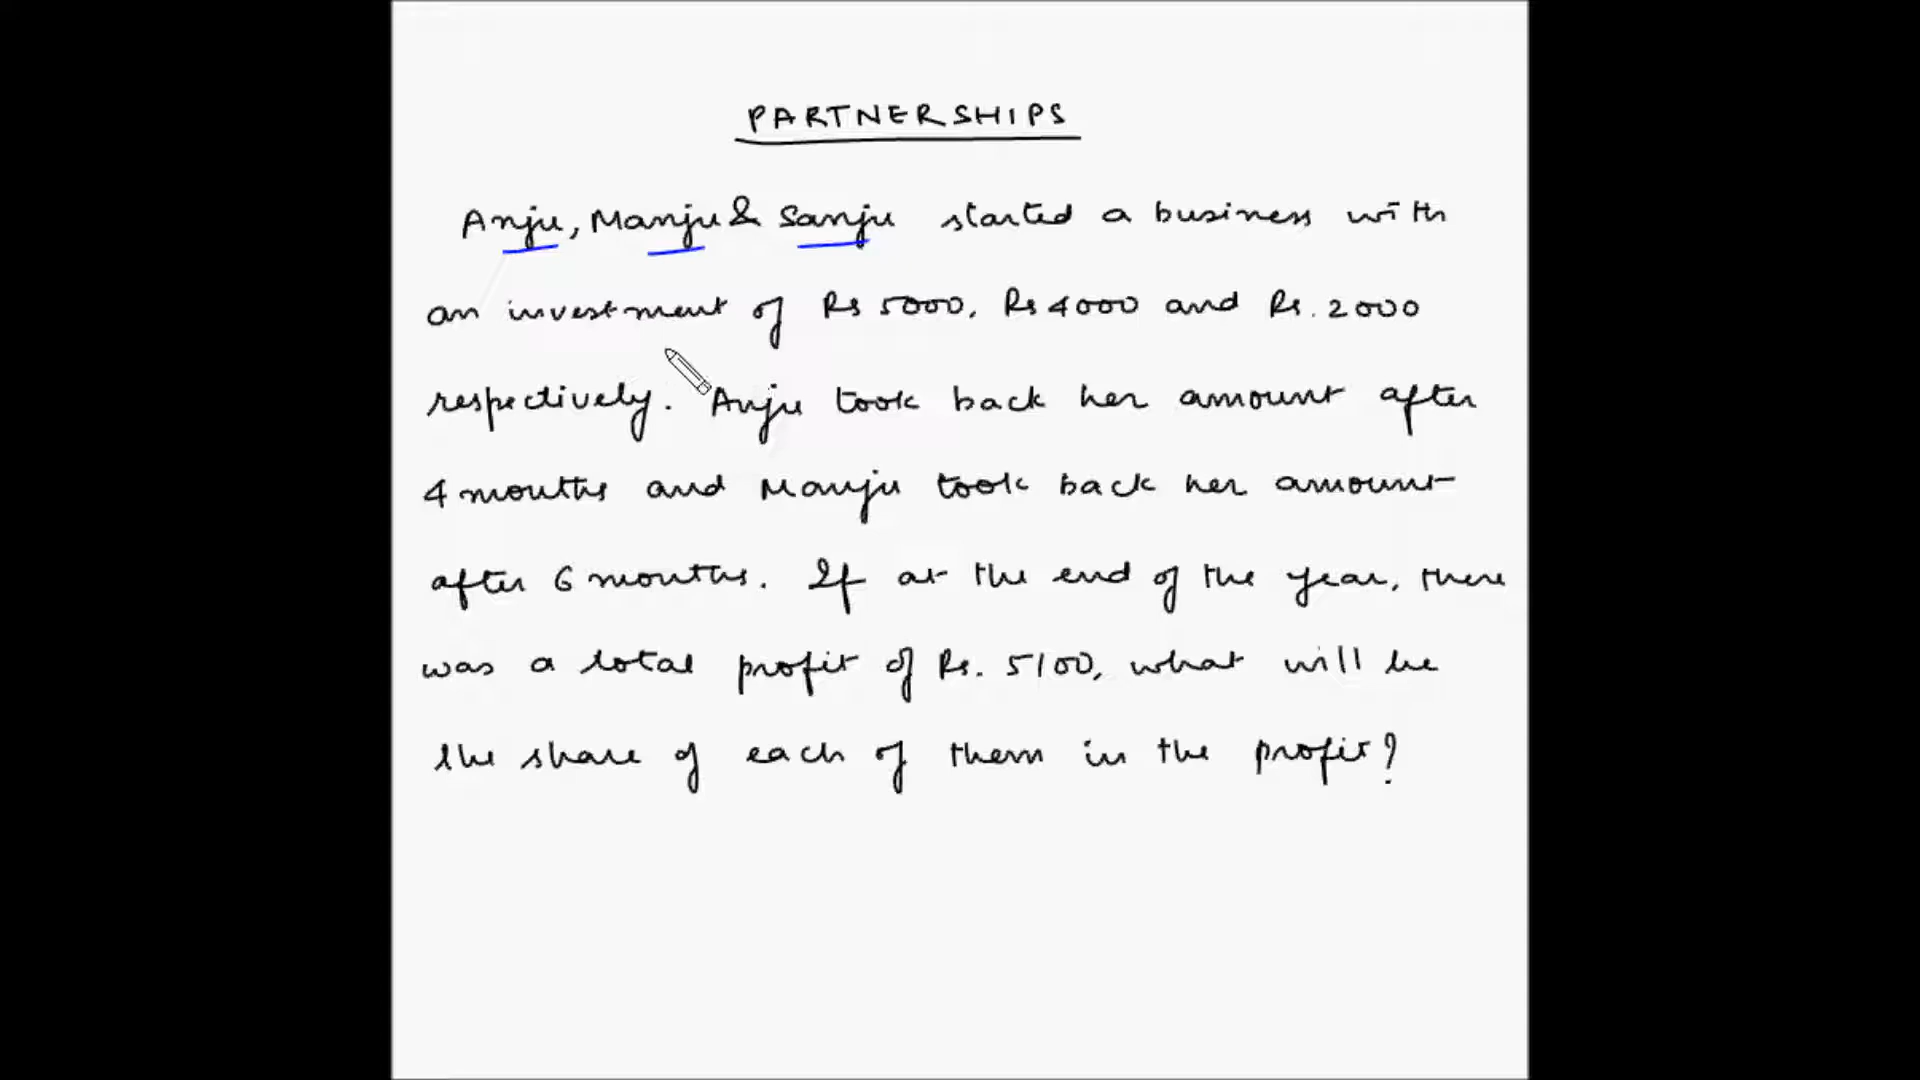 PARTNERSHIPS
Anju, Manju & Sanju started a business with
an investment of Rs 5000, Rs 4000 and Rs. 2000
respectively. Anju took back her amount after
4 months and Manju took back her amount
after 6 months. If at the end of the year, there
was a total profit of Rs. 5100, what will be
the share of each of them in the profit?